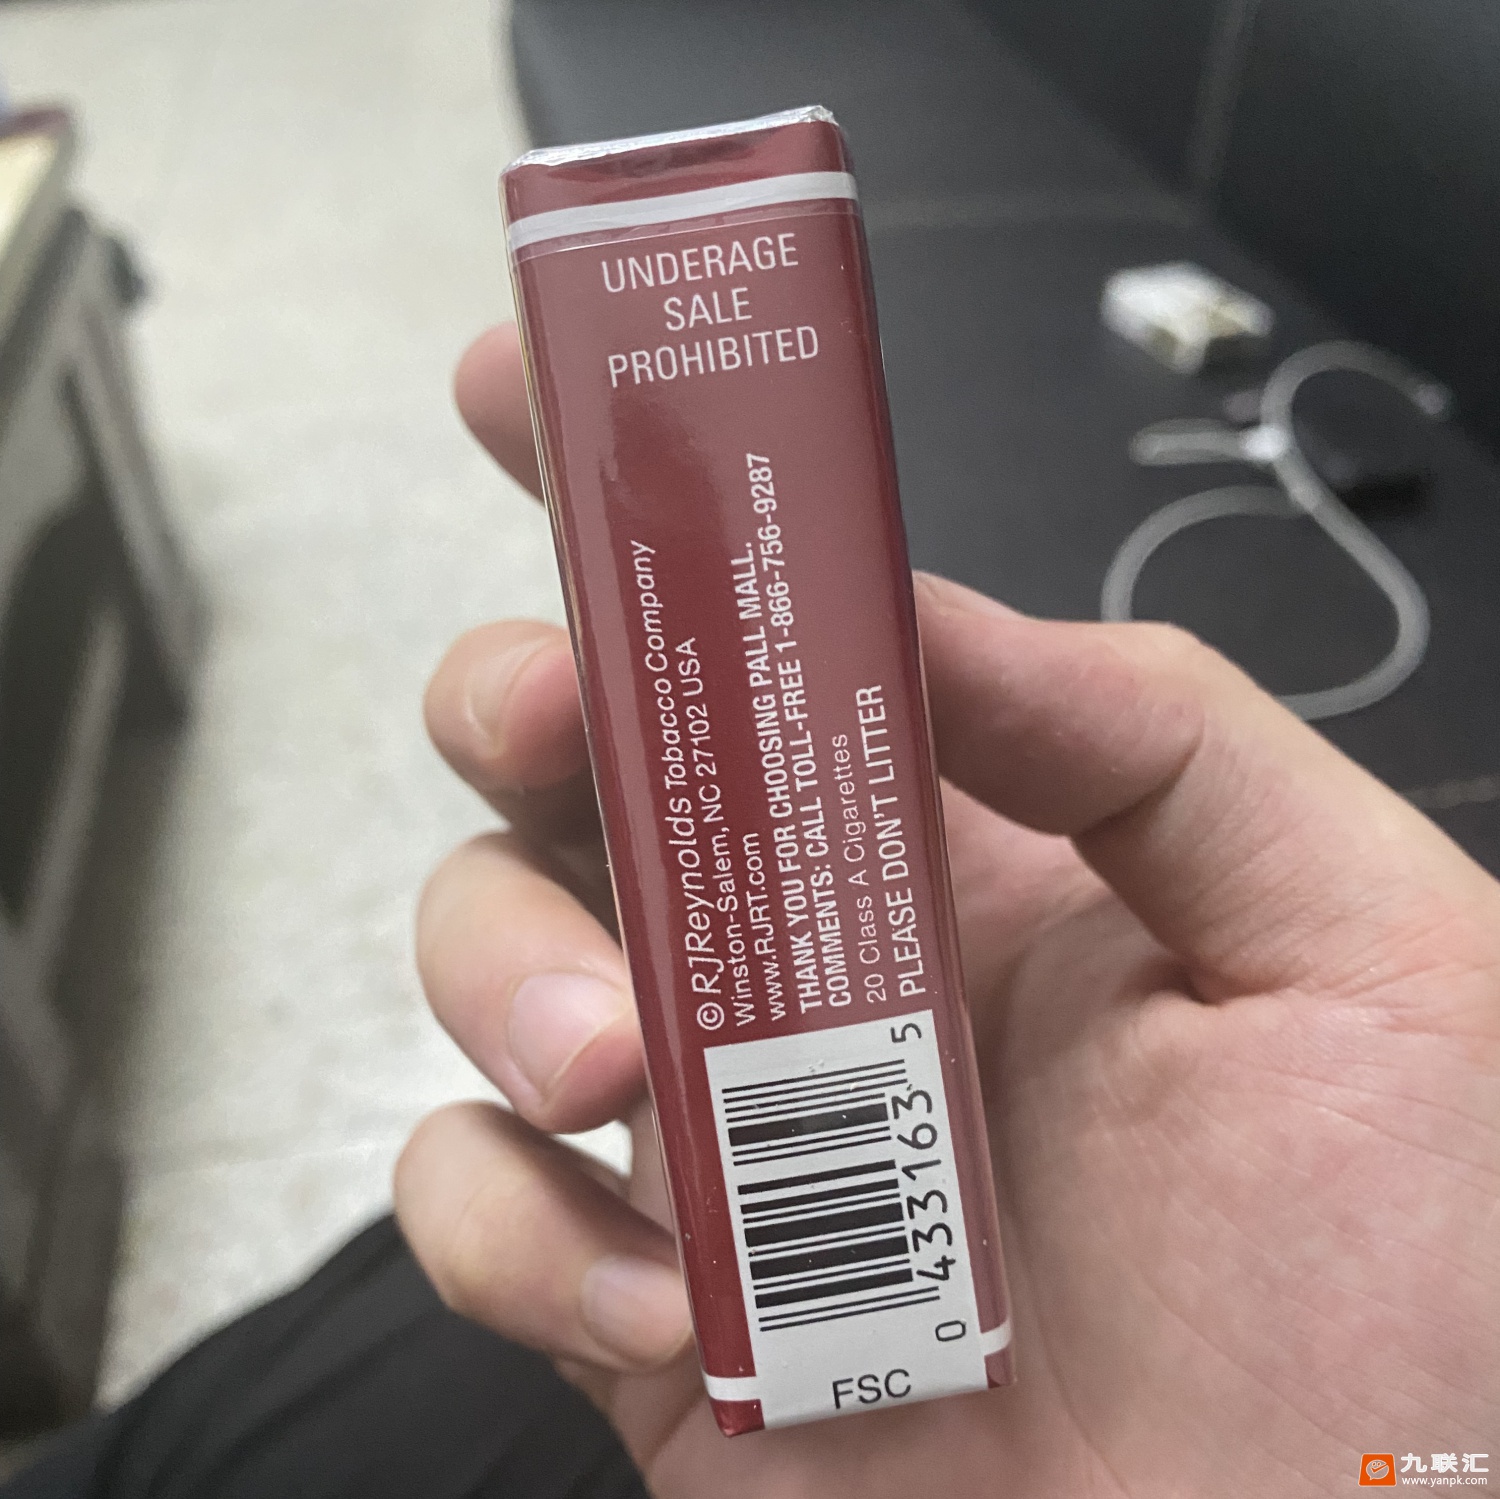 UNDERAGE
SALE
PROHIBITED
© RJReynolds Tobacco Company
Winston-Salem, NC 27102 USA
www.RJRT.com
THANK YOU FOR CHOOSING PALL MALL.
COMMENTS: CALL TOLL-FREE 1-866-756-9287
20 Class A Cigarettes
PLEASE DON'T LITTER
0 433163 5
FSC
九联汇
www.yanpk.com